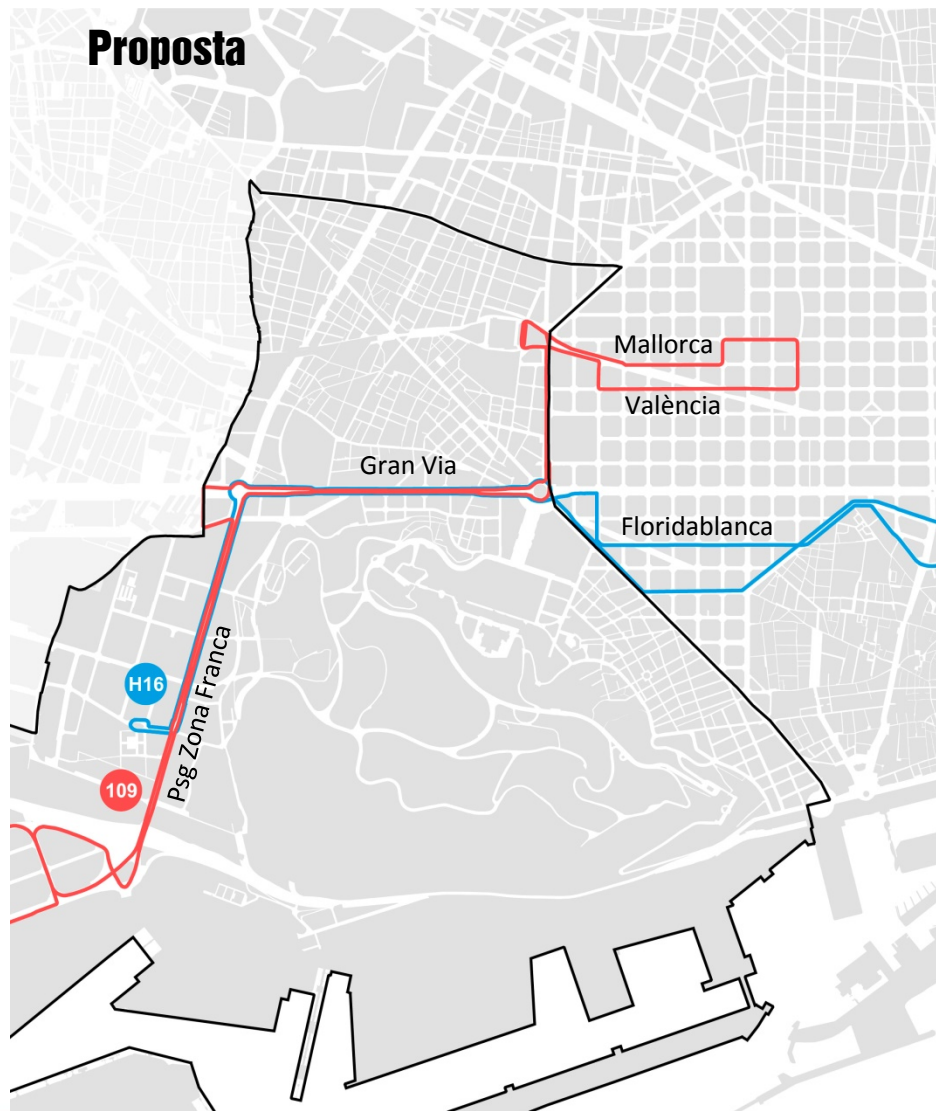 Proposta
Mallorca
València
Gran Via
Floridablanca
Psg Zona Franca
H16
109